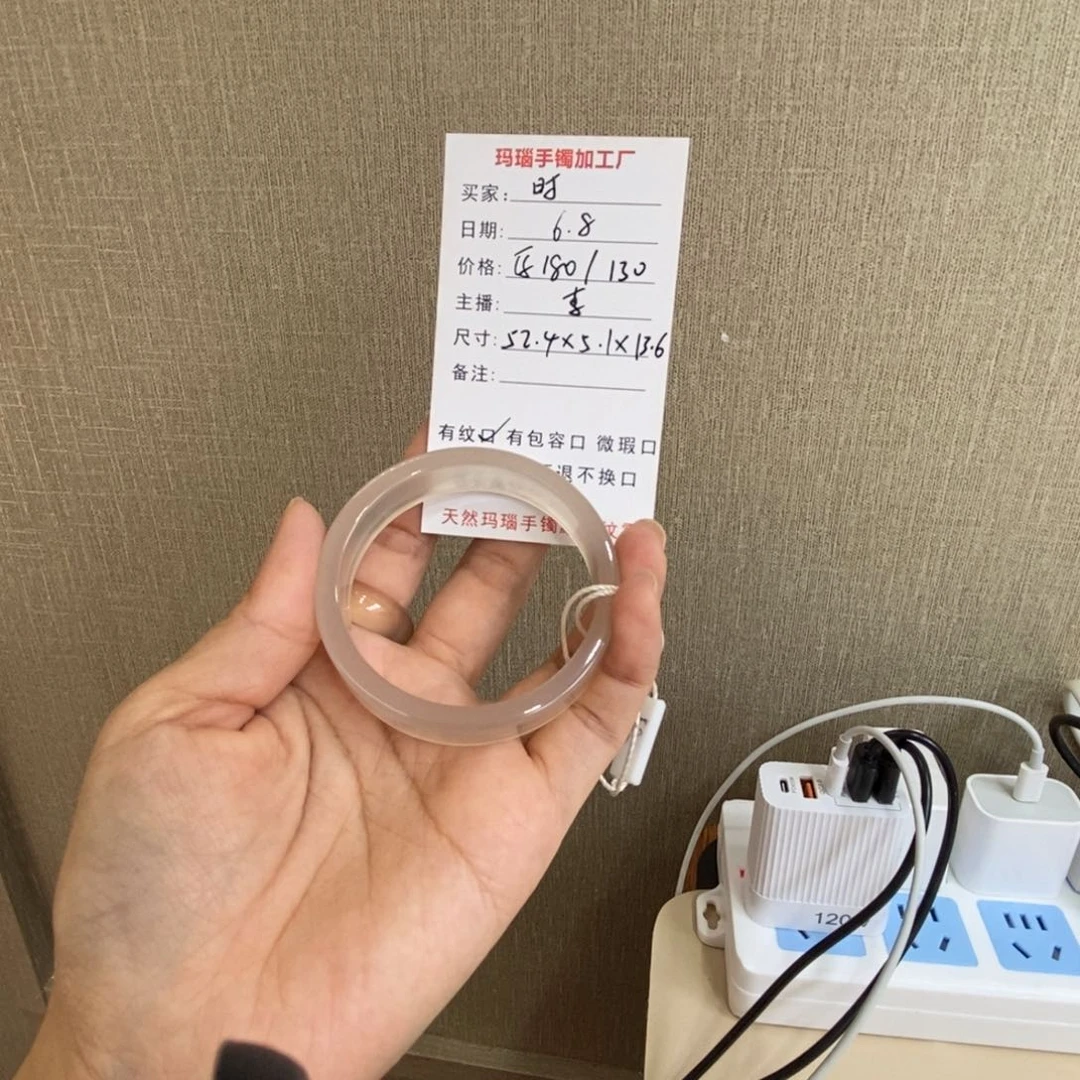 玛瑙手镯加工厂
买家: 时
日期: 6.8
价格: 180/130
主播: 李
尺寸: 52.4×5.1×13.6
备注:
有纹☑ 有包容口 微瑕口
退不换口
天然玛瑙手镯
120